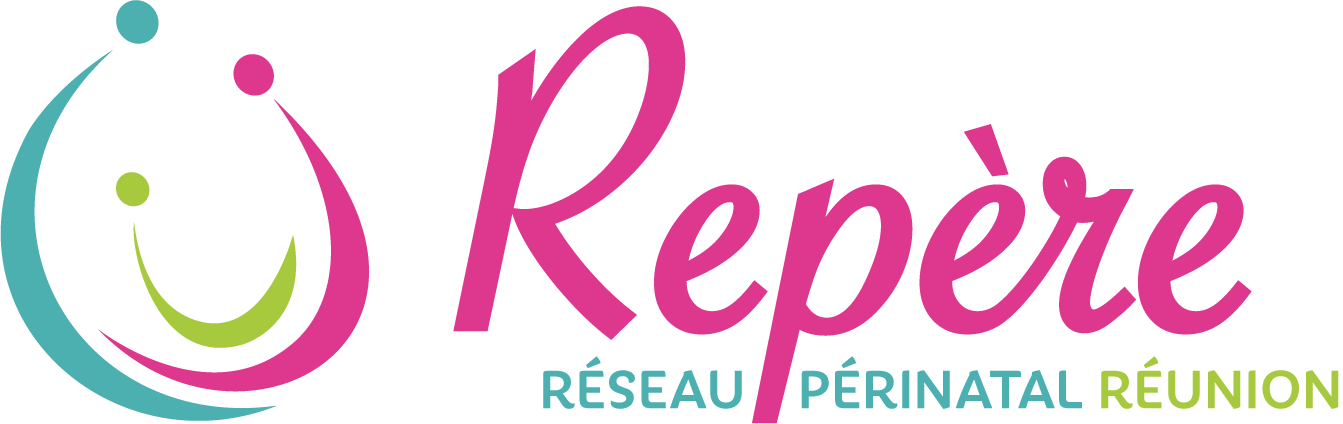 Repère
RÉSEAU PÉRINATAL RÉUNION